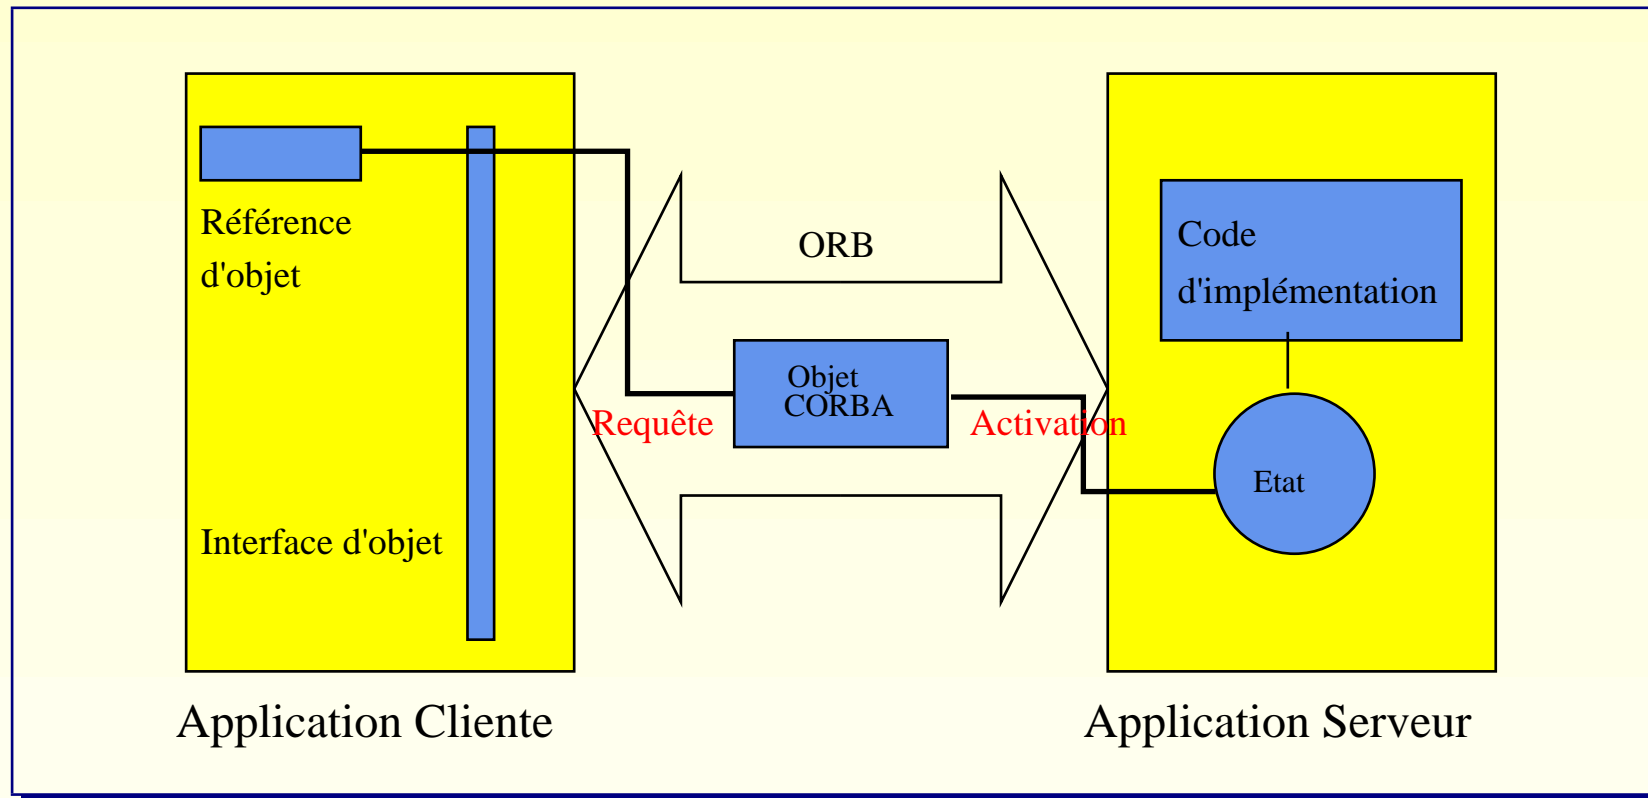 Référence
d'objet
Interface d'objet
ORB
Objet
CORBA
Requête
Activation
Code
d'implémentation
Etat
Application Cliente
Application Serveur